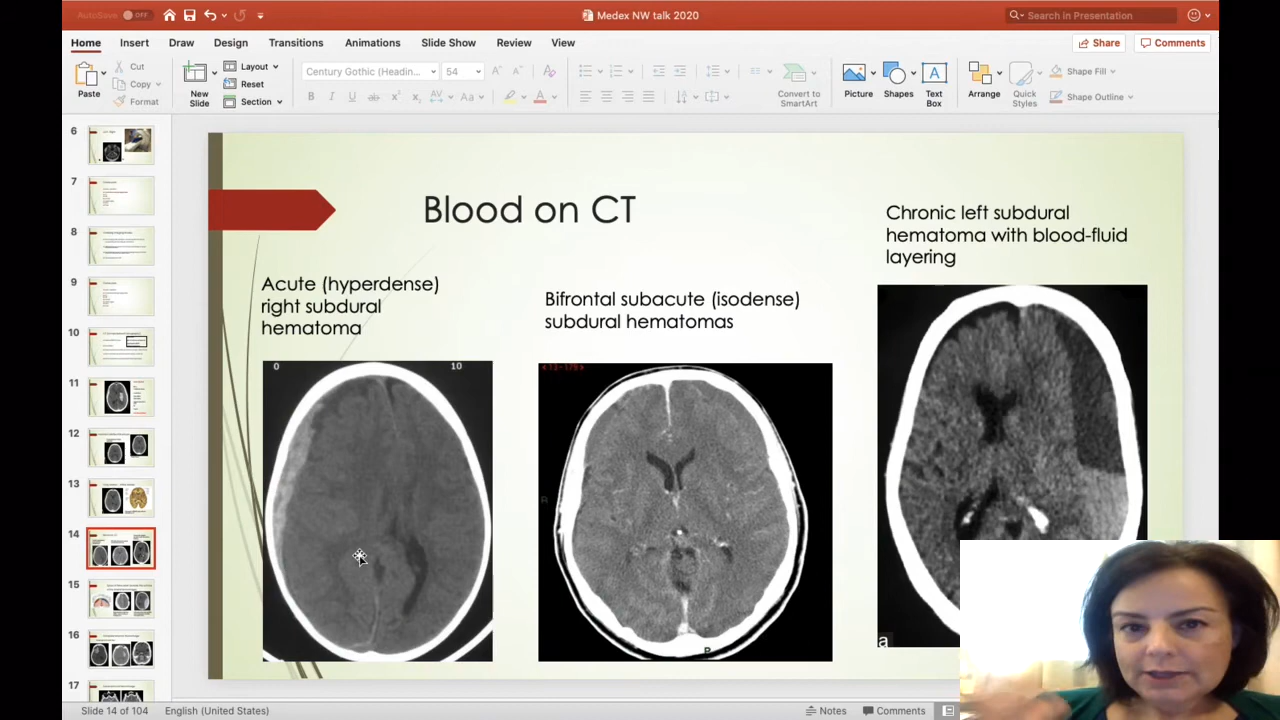 AutoSave OFF
Medex NW talk 2020
Search in Presentation
Home Insert Draw Design Transitions Animations Slide Show Review View
Share Comments
Paste
Cut
Copy
Format
New
Slide
Layout
Reset
Section
Century Gothic (Headin... 54
Convert to
SmartArt
Picture
Shapes
Text
Box
Arrange
Quick
Styles
Shape Fill
Shape Outline
6
7
8
9
10
11
12
13
14
15
16
17
Blood on CT
Acute (hyperdense)
right subdural
hematoma
Bifrontal subacute (isodense)
subdural hematomas
Chronic left subdural
hematoma with blood-fluid
layering
0 10
R
a
Slide 14 of 104 English (United States)
Notes Comments